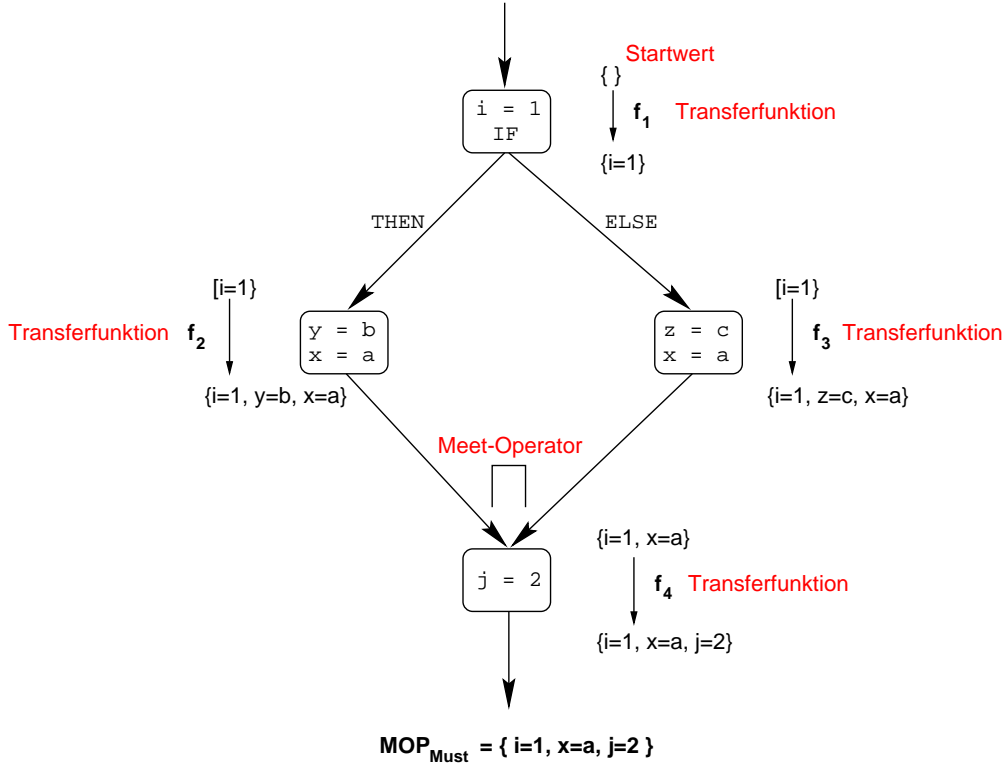 Startwert
{ }
i = 1
IF
f1 Transferfunktion
{i=1}
THEN
ELSE
[i=1}
[i=1}
Transferfunktion f2
y = b
x = a
z = c
x = a
f3 Transferfunktion
{i=1, y=b, x=a}
{i=1, z=c, x=a}
Meet-Operator
{i=1, x=a}
j = 2
f4 Transferfunktion
{i=1, x=a, j=2}
MOPMust = { i=1, x=a, j=2 }